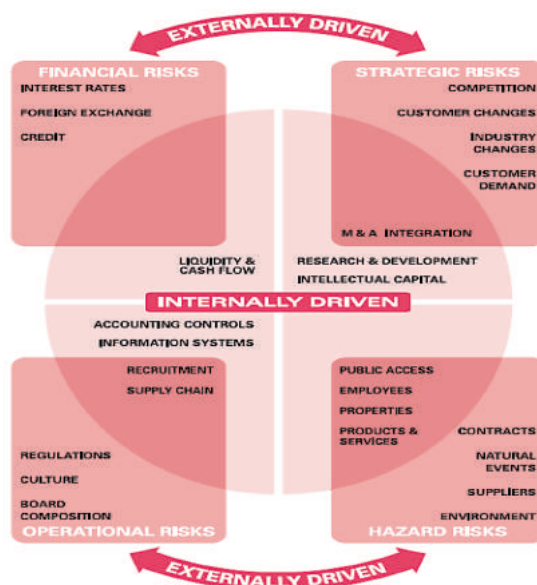 EXTERNALLY DRIVEN
FINANCIAL RISKS
INTEREST RATES
FOREIGN EXCHANGE
CREDIT
LIQUIDITY &
CASH FLOW
STRATEGIC RISKS
COMPETITION
CUSTOMER CHANGES
INDUSTRY
CHANGES
CUSTOMER
DEMAND
M & A INTEGRATION
RESEARCH & DEVELOPMENT
INTELLECTUAL CAPITAL
INTERNALLY DRIVEN
ACCOUNTING CONTROLS
INFORMATION SYSTEMS
RECRUITMENT
SUPPLY CHAIN
REGULATIONS
CULTURE
BOARD
COMPOSITION
OPERATIONAL RISKS
PUBLIC ACCESS
EMPLOYEES
PROPERTIES
PRODUCTS &
SERVICES
CONTRACTS
NATURAL
EVENTS
SUPPLIERS
ENVIRONMENT
HAZARD RISKS
EXTERNALLY DRIVEN